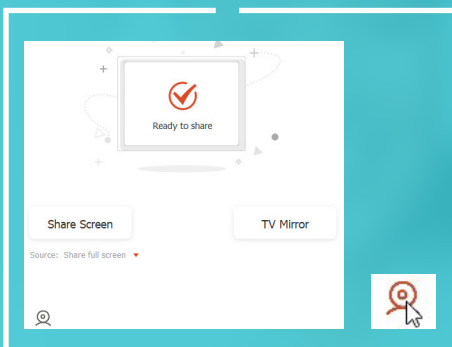 Ready to share
Share Screen
TV Mirror
Source: Share full screen